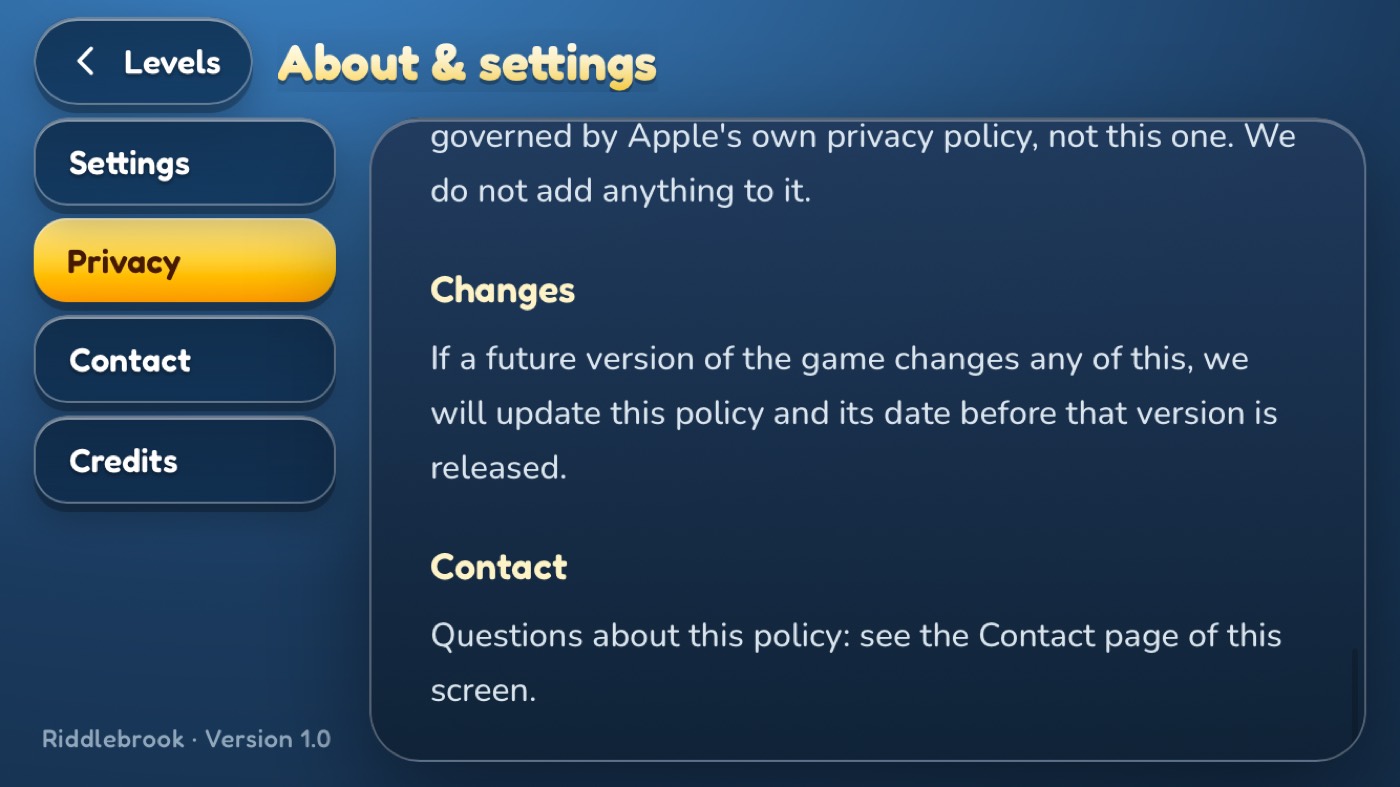 Levels
About & settings
Settings
Privacy
Contact
Credits
Riddlebrook · Version 1.0
governed by Apple's own privacy policy, not this one. We
do not add anything to it.
Changes
If a future version of the game changes any of this, we
will update this policy and its date before that version is
released.
Contact
Questions about this policy: see the Contact page of this
screen.